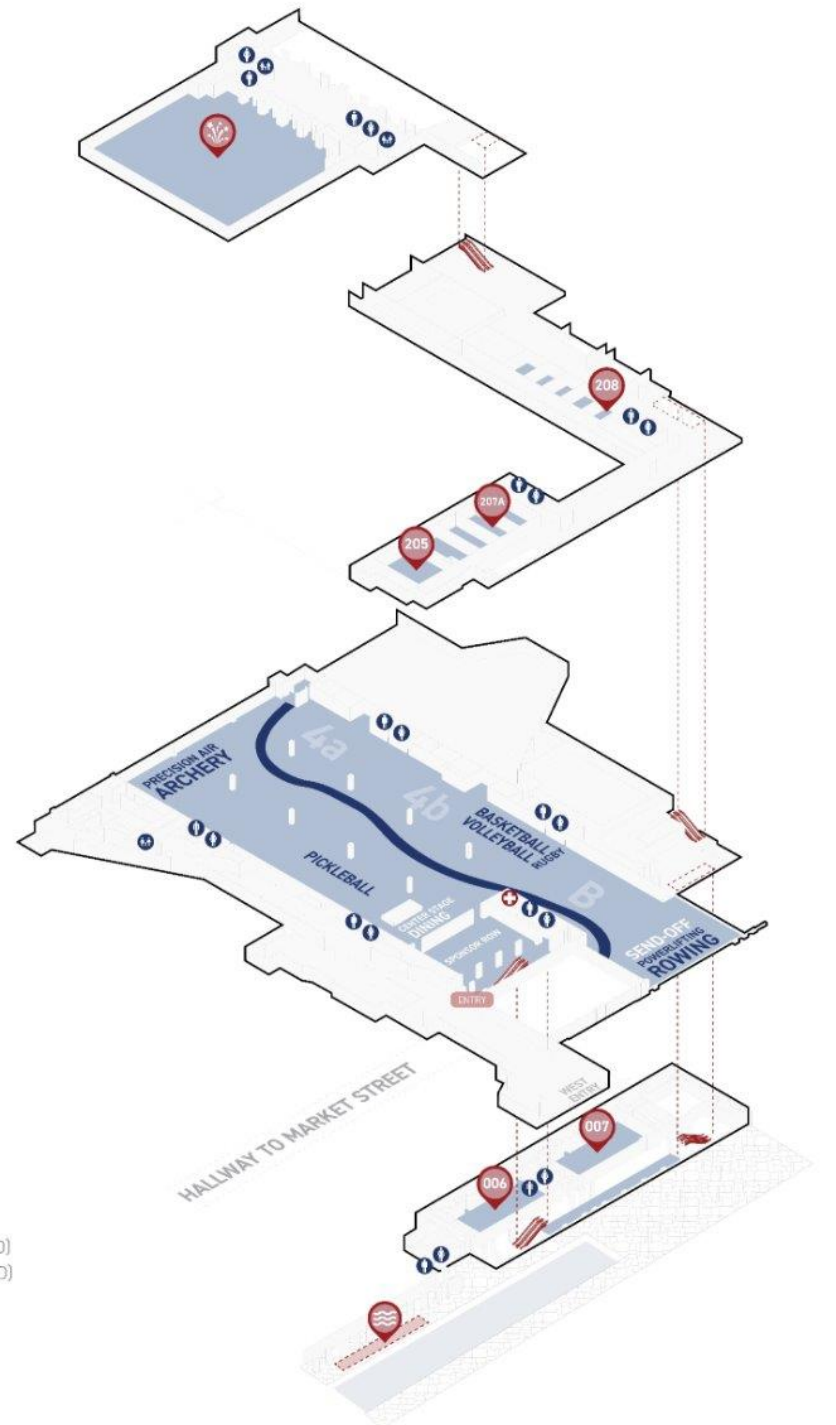 208
207A
205
4a
PRECISION AIR
ARCHERY
4b
BASKETBALL
VOLLEYBALL
RUGBY
PICKLEBALL
B
CENTER STAGE
DINING
SPONSOR ROW
SEND-OFF
POWERLIFTING
ROWING
ENTRY
WEST
ENTRY
HALLWAY TO MARKET STREET
007
006
D)
D)